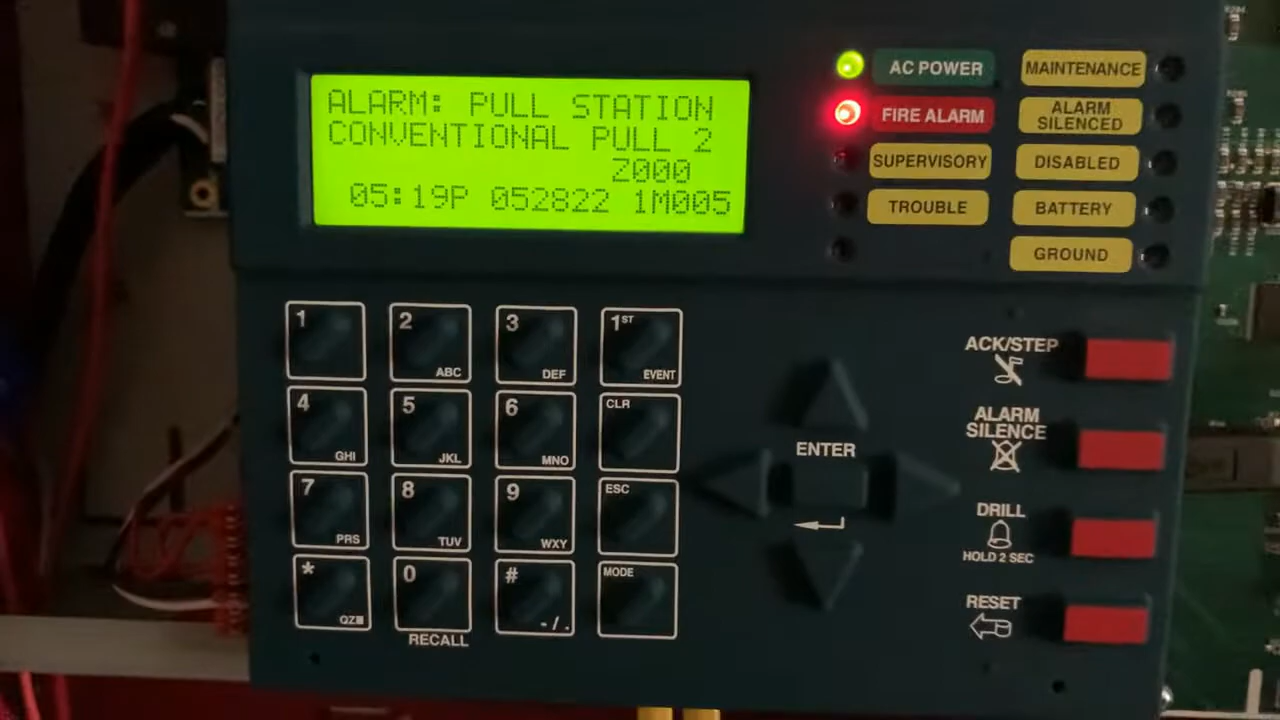 ALARM: PULL STATION
CONVENTIONAL PULL 2
Z000
05:19P 052822 1M005
AC POWER
FIRE ALARM
SUPERVISORY
TROUBLE
MAINTENANCE
ALARM
SILENCED
DISABLED
BATTERY
GROUND
1
2 ABC
3 DEF
1ST EVENT
4 GHI
5 JKL
6 MNO
CLR
7 PRS
8 TUV
9 WXY
ESC
* QZ
0
# - / .
MODE
RECALL
ENTER
ACK/STEP
ALARM
SILENCE
DRILL
HOLD 2 SEC
RESET